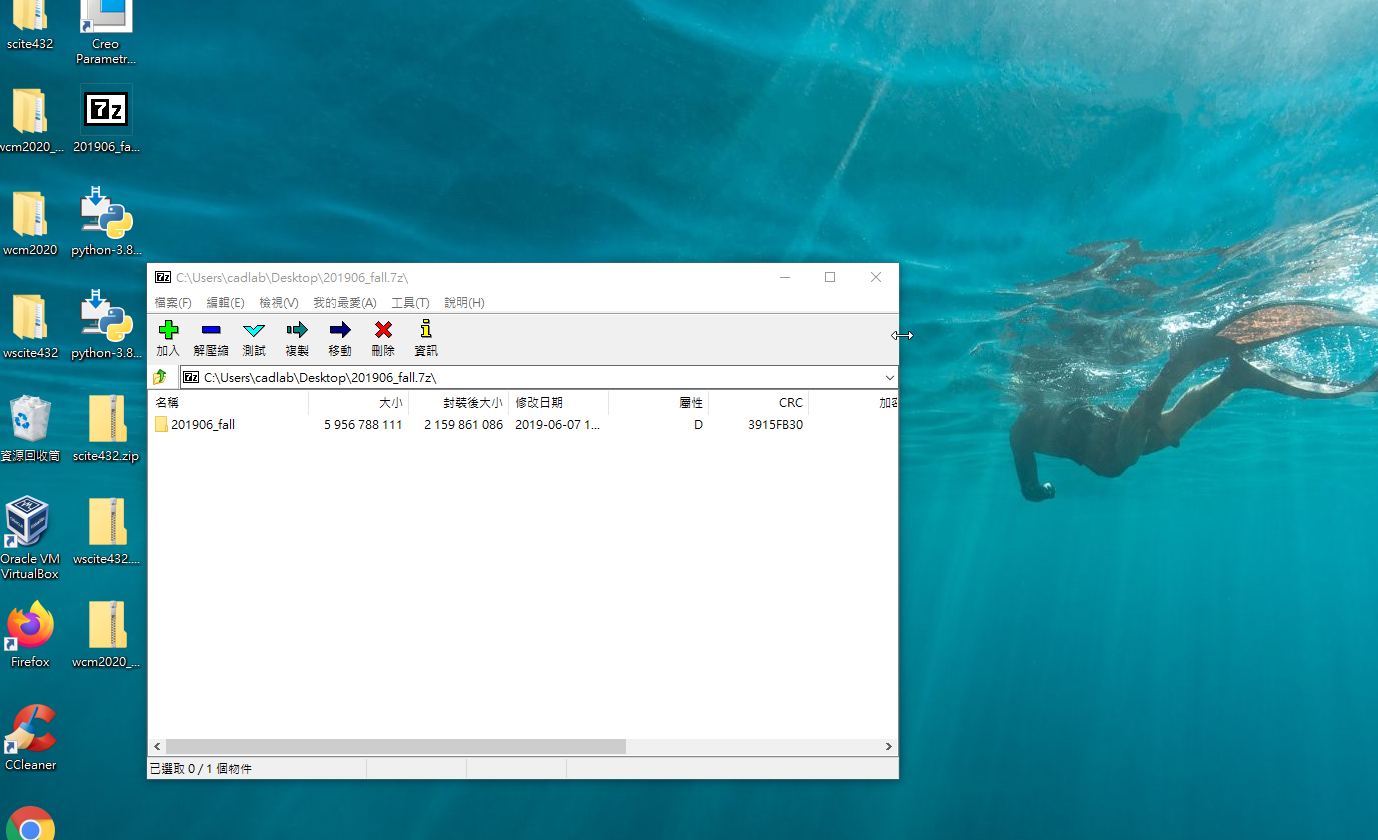 scite432
Creo
Parametr...
wcm2020_...
201906_fa...
wcm2020
python-3.8...
wscite432
python-3.8...
資源回收筒
scite432.zip
Oracle VM
VirtualBox
wscite432....
Firefox
wcm2020_...
CCleaner
C:\Users\cadlab\Desktop\201906_fall.7z\
檔案(F) 編輯(E) 檢視(V) 我的最愛(A) 工具(T) 說明(H)
加入 解壓縮 測試 複製 移動 刪除 資訊
C:\Users\cadlab\Desktop\201906_fall.7z\
名稱 大小 封裝後大小 修改日期 屬性 CRC 加密
201906_fall 5 956 788 111 2 159 861 086 2019-06-07 1... D 3915FB30
已選取 0 / 1 個物件